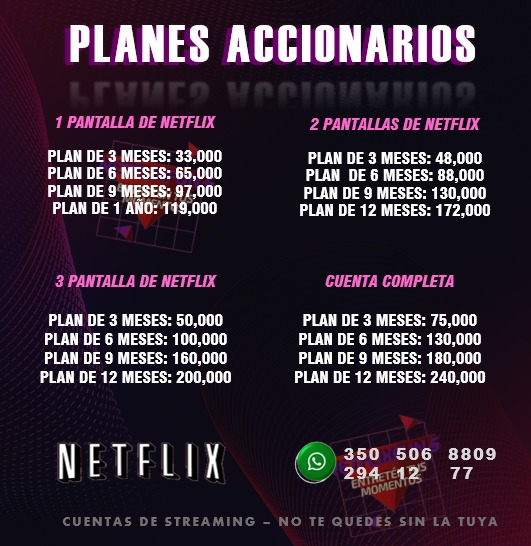 PLANES ACCIONARIOS
1 PANTALLA DE NETFLIX
PLAN DE 3 MESES: 33,000
PLAN DE 6 MESES: 65,000
PLAN DE 9 MESES: 97,000
PLAN DE 1 AÑO: 119,000
2 PANTALLAS DE NETFLIX
PLAN DE 3 MESES: 48,000
PLAN DE 6 MESES: 88,000
PLAN DE 9 MESES: 130,000
PLAN DE 12 MESES: 172,000
3 PANTALLA DE NETFLIX
PLAN DE 3 MESES: 50,000
PLAN DE 6 MESES: 100,000
PLAN DE 9 MESES: 160,000
PLAN DE 12 MESES: 200,000
CUENTA COMPLETA
PLAN DE 3 MESES: 75,000
PLAN DE 6 MESES: 130,000
PLAN DE 9 MESES: 180,000
PLAN DE 12 MESES: 240,000
NETFLIX
350 506 8809
294 12 77
ENTRETÉN TUS
MOMENTOS
CUENTAS DE STREAMING – NO TE QUEDES SIN LA TUYA